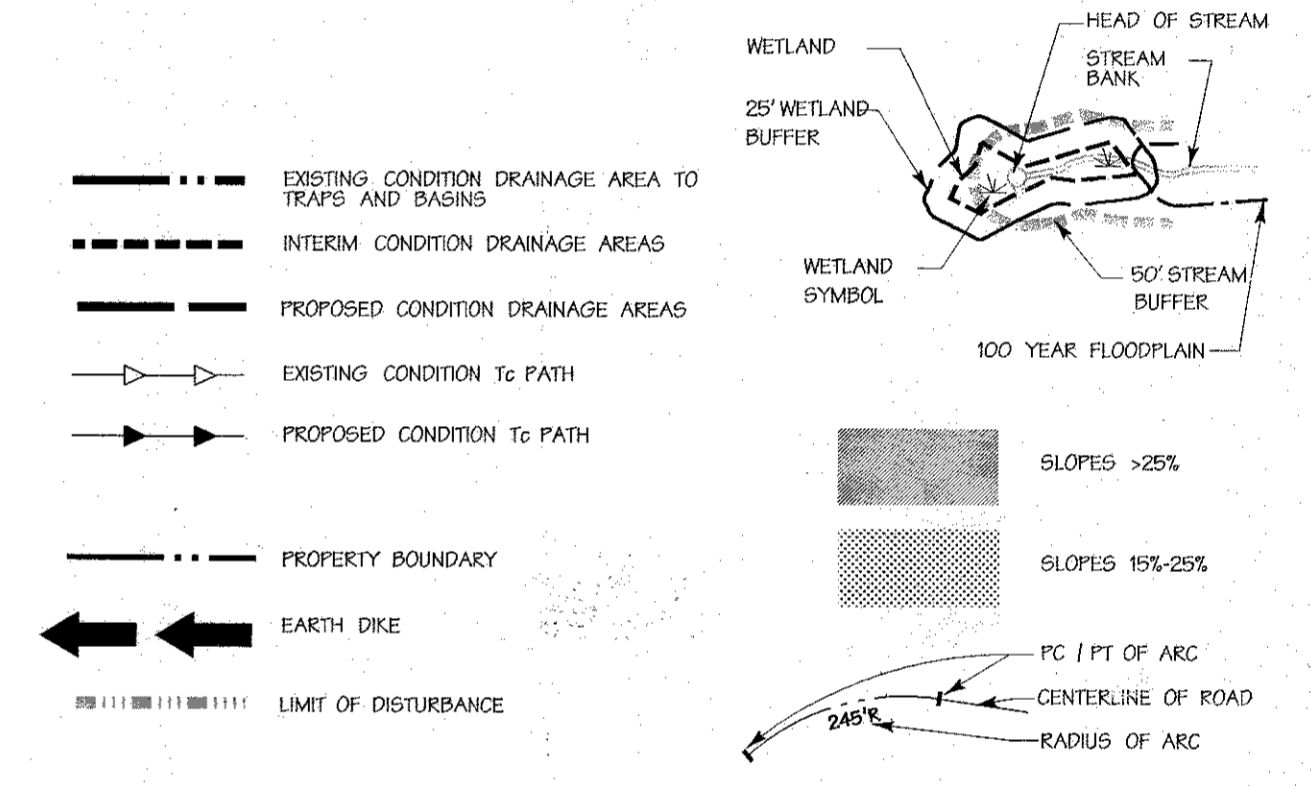 EXISTING CONDITION DRAINAGE AREA TO
TRAPS AND BASINS
INTERIM CONDITION DRAINAGE AREAS
PROPOSED CONDITION DRAINAGE AREAS
EXISTING CONDITION Tc PATH
PROPOSED CONDITION Tc PATH
PROPERTY BOUNDARY
EARTH DIKE
LIMIT OF DISTURBANCE
HEAD OF STREAM
WETLAND
STREAM
BANK
25' WETLAND
BUFFER
WETLAND
SYMBOL
50' STREAM
BUFFER
100 YEAR FLOODPLAIN
SLOPES >25%
SLOPES 15%-25%
PC / PT OF ARC
CENTERLINE OF ROAD
245'R
RADIUS OF ARC